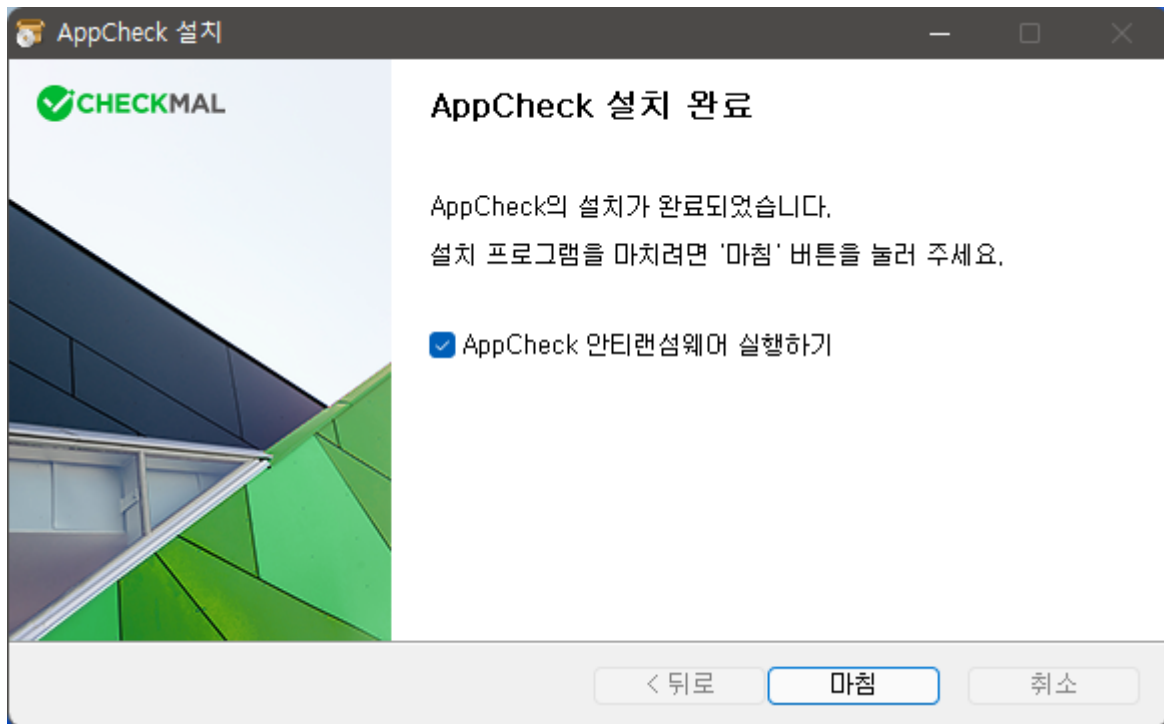 AppCheck 설치
CHECKMAL
AppCheck 설치 완료
AppCheck의 설치가 완료되었습니다.
설치 프로그램을 마치려면 '마침' 버튼을 눌러 주세요.
AppCheck 안티랜섬웨어 실행하기
< 뒤로
마침
취소